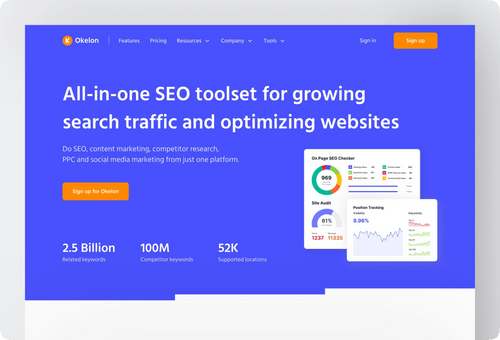 Okelon
Features
Pricing
Resources
Company
Tools
Sign in
Sign up
All-in-one SEO toolset for growing
search traffic and optimizing websites
Do SEO, content marketing, competitor research,
PPC and social media marketing from just one platform.
Sign up for Okelon
2.5 Billion
Related keywords
100M
Competitor keywords
52K
Supported locations
On Page SEO Checker
969
Site Audit
61%
1237
11335
Position Tracking
Visibility
8.96%
Keywords